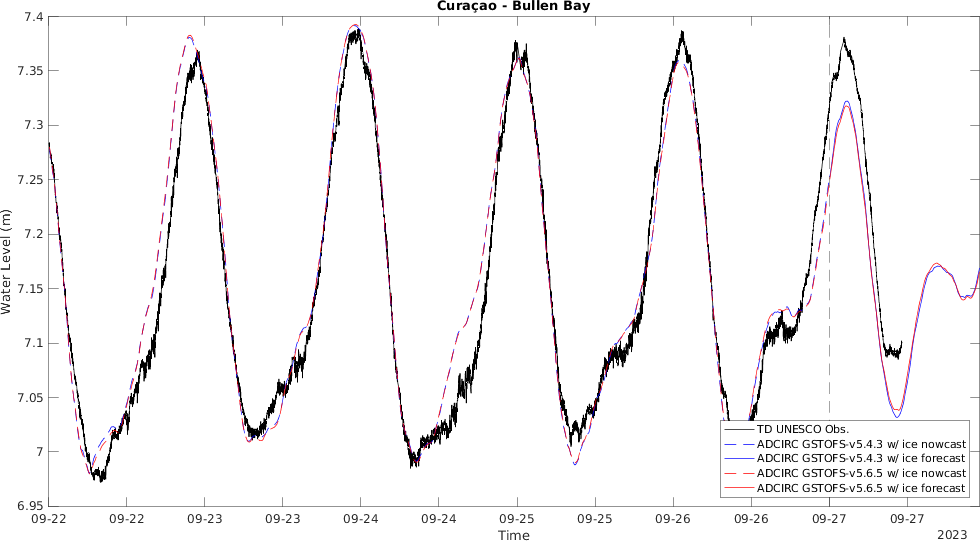 Curaçao - Bullen Bay
7.4
7.35
7.3
7.25
7.2
7.15
7.1
7.05
7
6.95
Water Level (m)
TD UNESCO Obs.
ADCIRC GSTOFS-v5.4.3 w/ ice nowcast
ADCIRC GSTOFS-v5.4.3 w/ ice forecast
ADCIRC GSTOFS-v5.6.5 w/ ice nowcast
ADCIRC GSTOFS-v5.6.5 w/ ice forecast
09-22 09-22 09-23 09-23 09-24 09-24 09-25 09-25 09-26 09-26 09-27 09-27
Time
2023